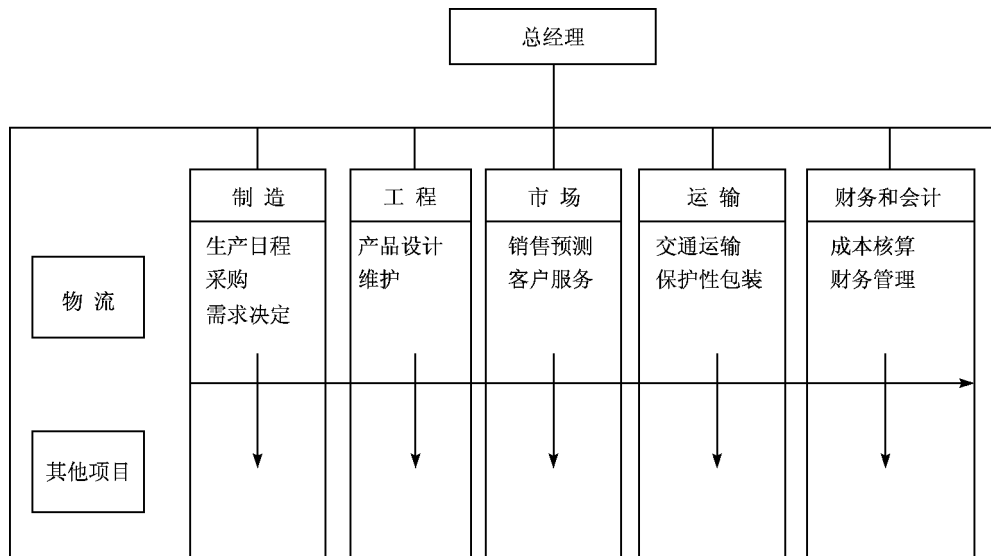 总经理
制造
工程
市场
运输
财务和会计
物流
生产日程
采购
需求决定
产品设计
维护
销售预测
客户服务
交通运输
保护性包装
成本核算
财务管理
其他项目